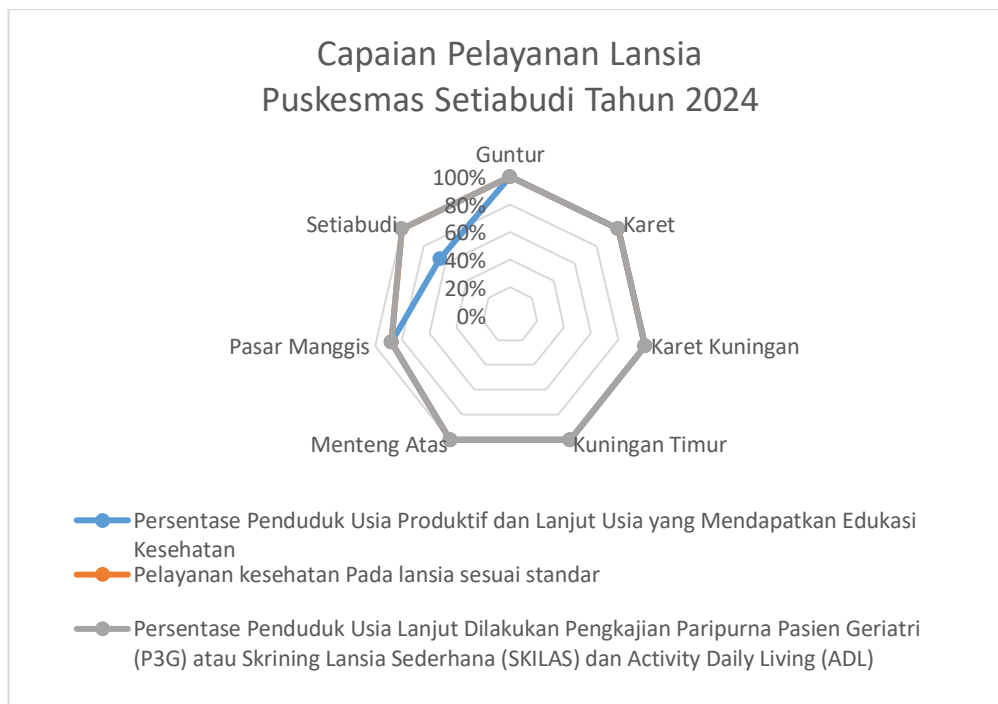 Capaian Pelayanan Lansia
Puskesmas Setiabudi Tahun 2024
Guntur
100%
80%
60%
40%
20%
0%
Karet
Karet Kuningan
Kuningan Timur
Menteng Atas
Pasar Manggis
Setiabudi
Persentase Penduduk Usia Produktif dan Lanjut Usia yang Mendapatkan Edukasi
Kesehatan
Pelayanan kesehatan Pada lansia sesuai standar
Persentase Penduduk Usia Lanjut Dilakukan Pengkajian Paripurna Pasien Geriatri
(P3G) atau Skrining Lansia Sederhana (SKILAS) dan Activity Daily Living (ADL)